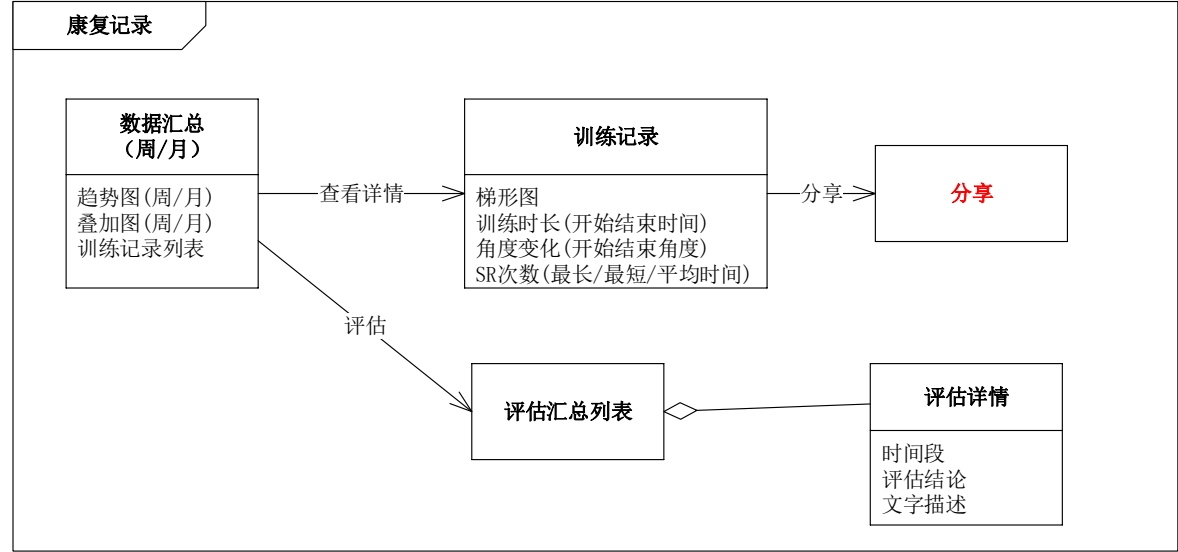 康复记录
数据汇总
（周/月）
趋势图(周/月)
叠加图(周/月)
训练记录列表
查看详情
训练记录
梯形图
训练时长(开始结束时间)
角度变化(开始结束角度)
SR次数(最长/最短/平均时间)
分享
分享
评估
评估汇总列表
评估详情
时间段
评估结论
文字描述